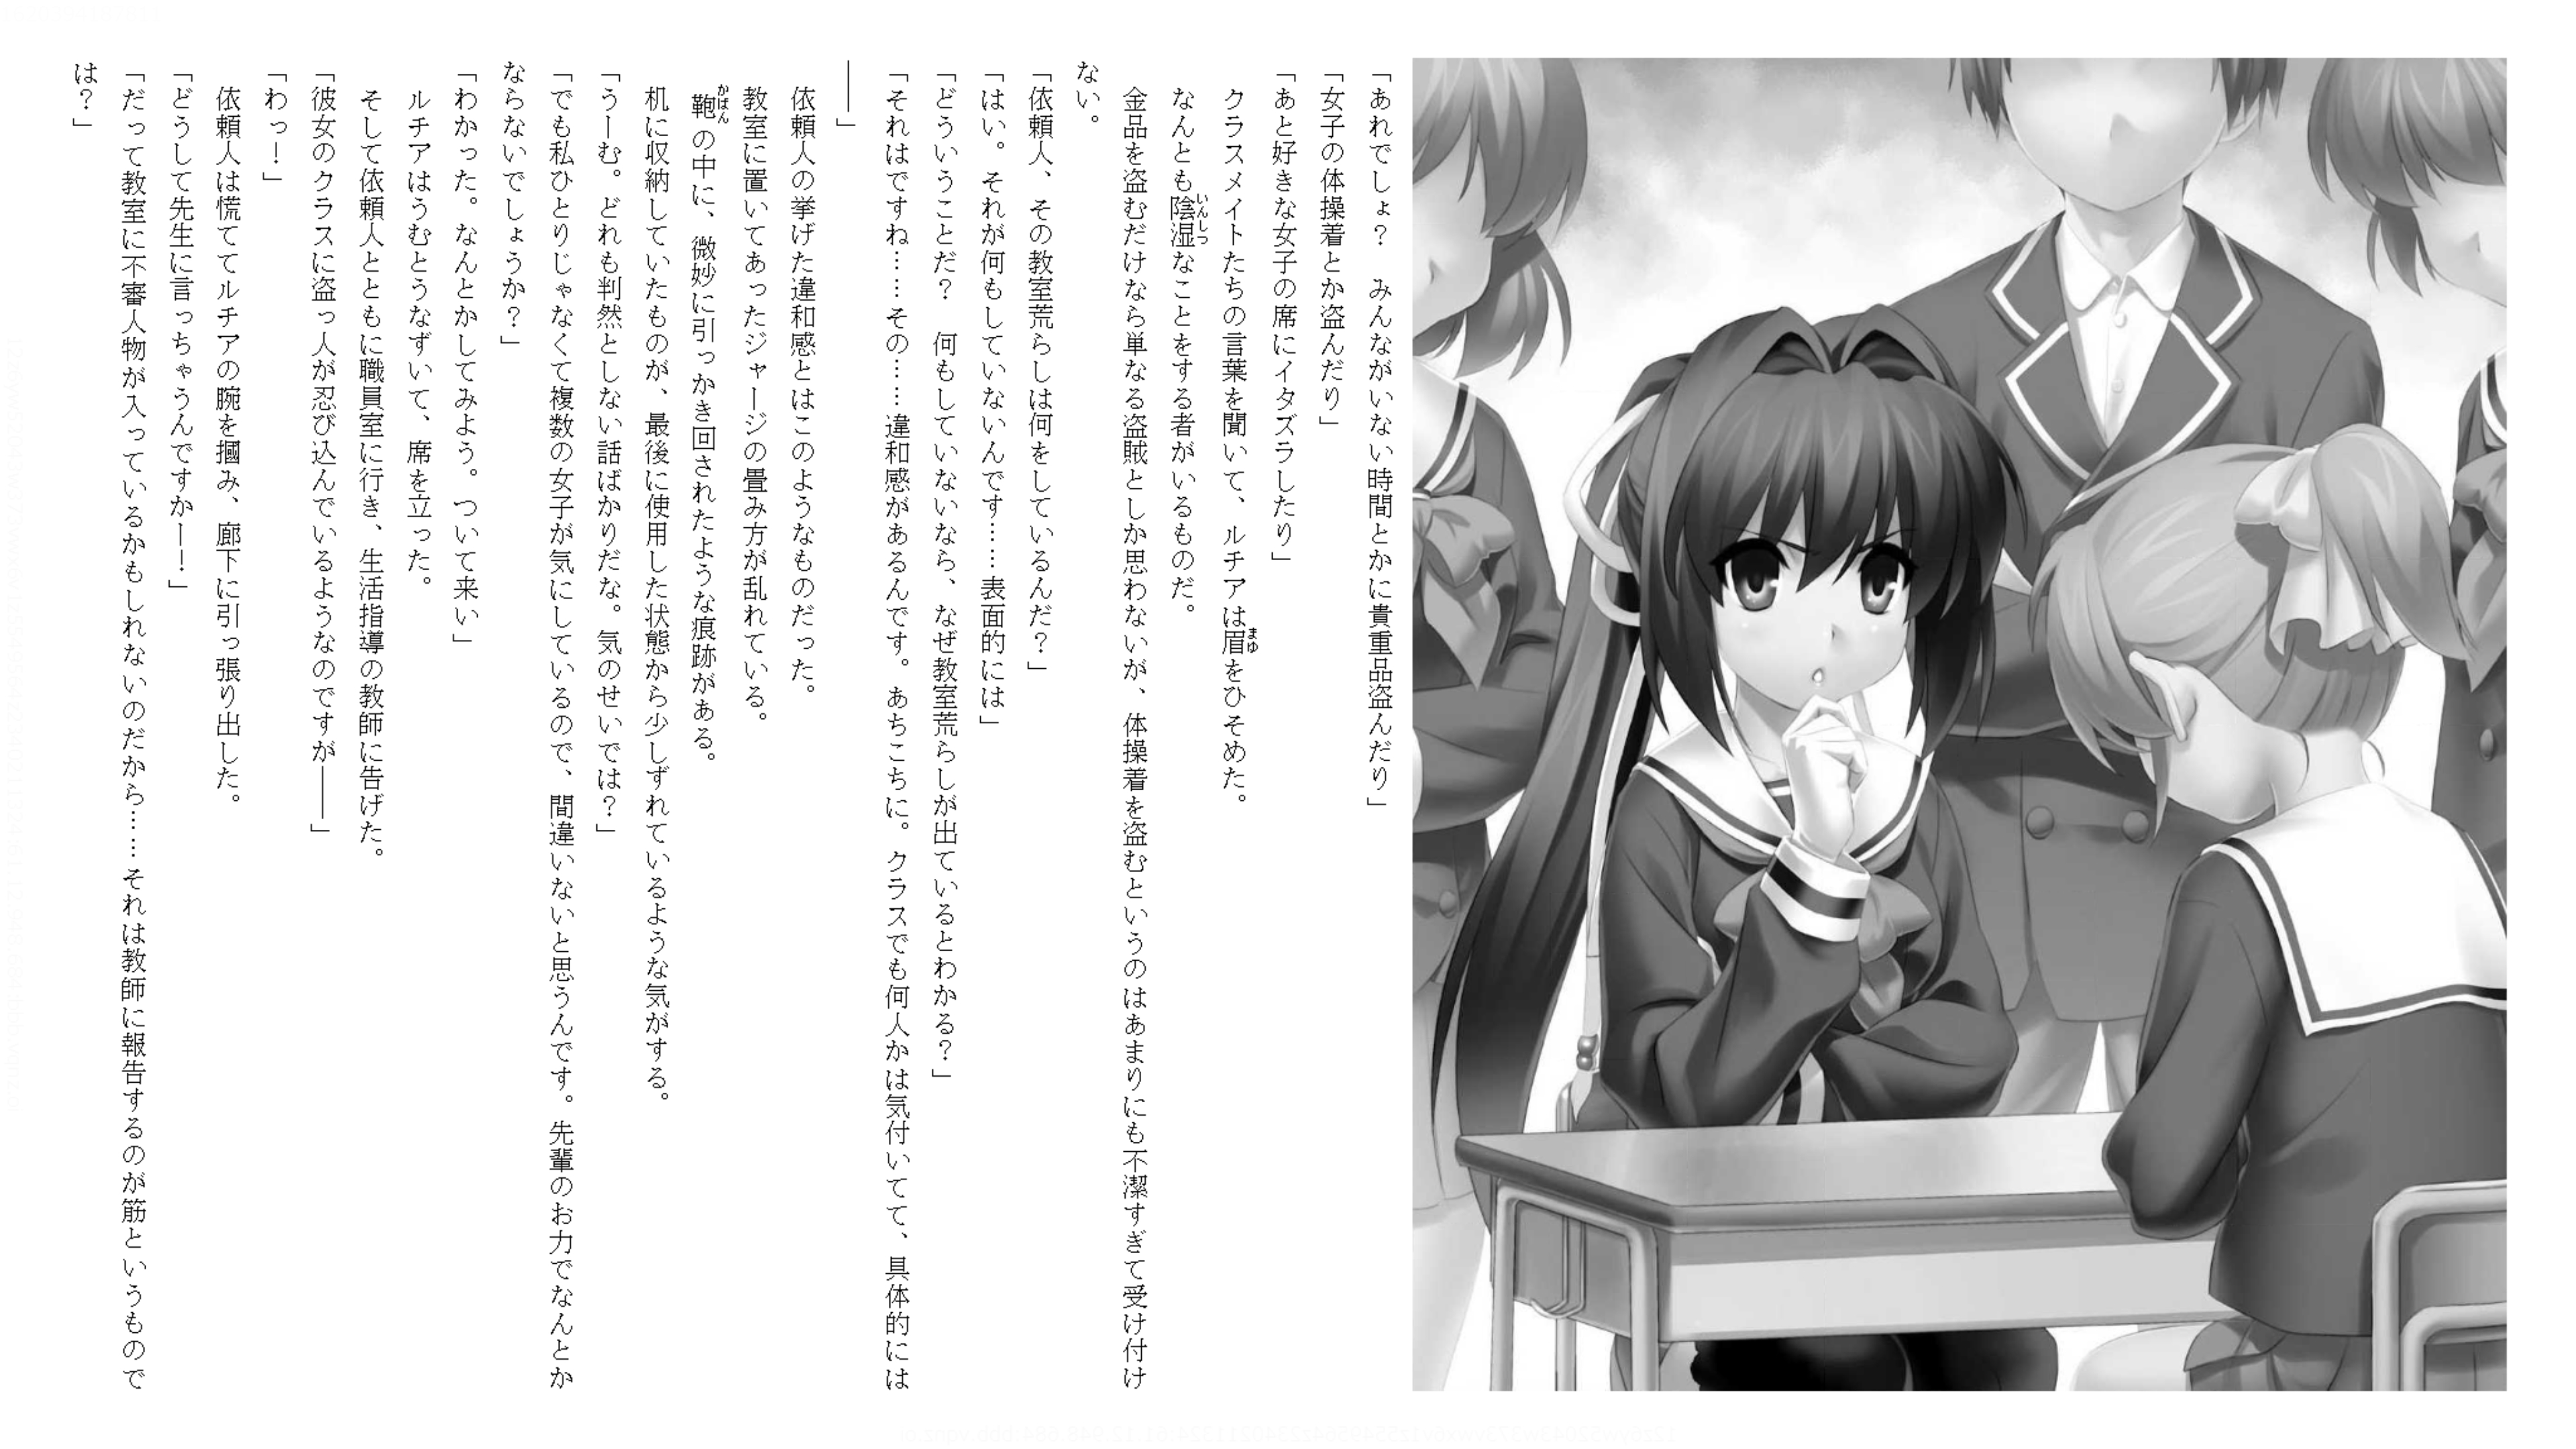 「あれでしょ？　みんながいない時間とかに貴重品盗んだり」
「女子の体操着とか盗んだり」
「あと好きな女子の席にイタズラしたり」
　クラスメイトたちの言葉を聞いて、ルチアは眉をひそめた。
　なんとも陰湿なことをする者がいるものだ。
　金品を盗むだけなら単なる盗賊としか思わないが、体操着を盗むというのはあまりにも不潔すぎて受け付け
ない。
「依頼人、その教室荒らしは何をしているんだ？」
「はい。それが何もしていないんです……表面的には」
「どういうことだ？　何もしていないなら、なぜ教室荒らしが出ているとわかる？」
「それはですね……その……違和感があるんです。あちこちに。クラスでも何人かは気付いてて、具体的には
――」
　依頼人の挙げた違和感とはこのようなものだった。
　教室に置いてあったジャージの畳み方が乱れている。
　鞄の中に、微妙に引っかき回されたような痕跡がある。
　机に収納していたものが、最後に使用した状態から少しずれているような気がする。
「うーむ。どれも判然としない話ばかりだな。気のせいでは？」
「でも私ひとりじゃなくて複数の女子が気にしているので、間違いないと思うんです。先輩のお力でなんとか
ならないでしょうか？」
「わかった。なんとかしてみよう。ついて来い」
　ルチアはうむとうなずいて、席を立った。
　そして依頼人とともに職員室に行き、生活指導の教師に告げた。
「彼女のクラスに盗っ人が忍び込んでいるようなのですが――」
「わっ！」
　依頼人は慌ててルチアの腕を摑み、廊下に引っ張り出した。
「どうして先生に言っちゃうんですかー！」
「だって教室に不審人物が入っているかもしれないのだから……それは教師に報告するのが筋というもので
は？」
かばん
いんしつ
まゆ